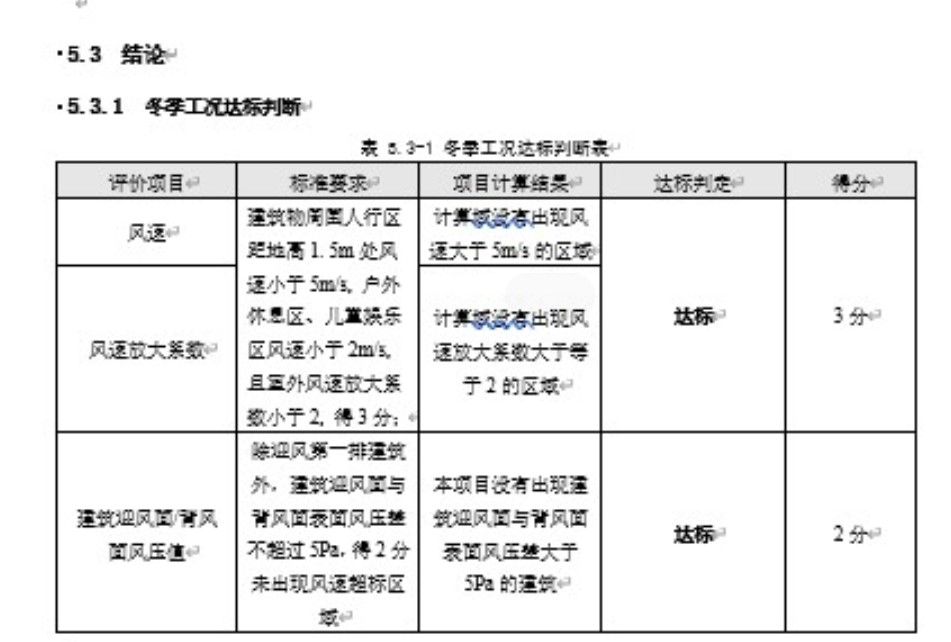 5.3 结论
5.3.1 冬季工况达标判断
表 5.3-1 冬季工况达标判断表
评价项目 标准要求 项目计算结果 达标判定 得分
风速
建筑物周围人行区
距地高 1.5m 处风
速小于 5m/s, 户外
休息区、儿童娱乐
区风速小于 2m/s,
且室外风速放大系
数小于 2, 得 3 分;
计算域没有出现风
速大于 5m/s 的区域
达标
3 分
风速放大系数
计算域没有出现风
速放大系数大于等
于 2 的区域
建筑迎风面/背风
面风压值
除迎风第一排建筑
外, 建筑迎风面与
背风面表面风压差
不超过 5Pa, 得 2 分
未出现风速超标区
域
本项目没有出现建
筑迎风面与背风面
表面风压差大于
5Pa 的建筑
达标
2 分